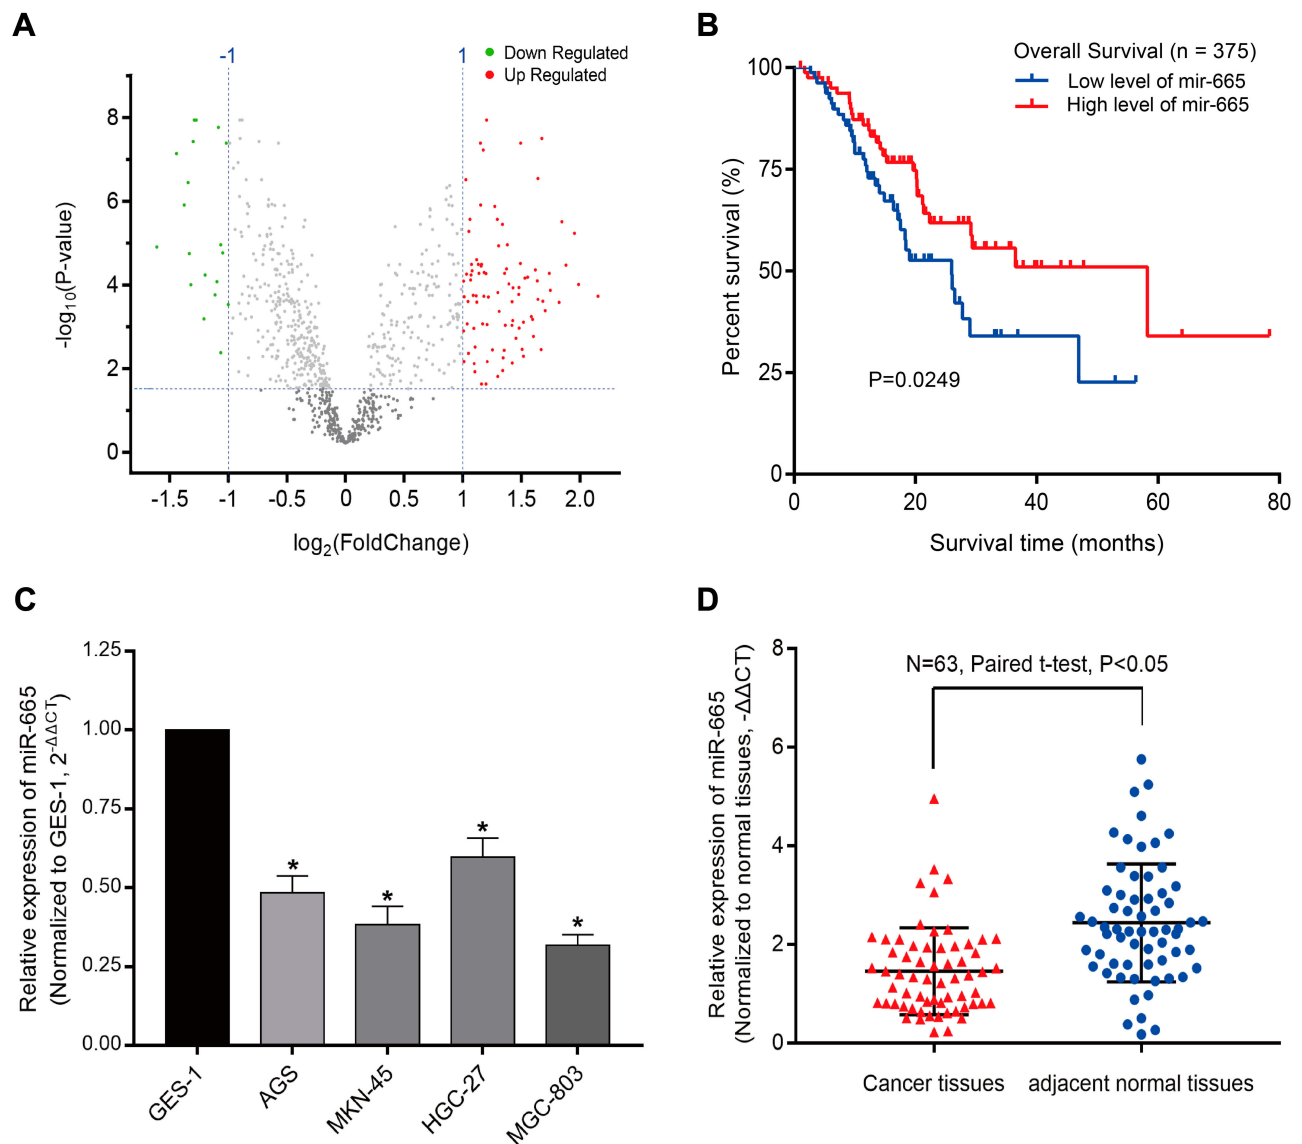 A
-1
1
Down Regulated
Up Regulated
8
6
4
2
0
-log10(P-value)
-1.5
-1
-0.5
0
0.5
1
1.5
2.0
log2(FoldChange)
B
Overall Survival (n = 375)
Low level of mir-665
High level of mir-665
100
75
50
25
0
Percent survival (%)
P=0.0249
0
20
40
60
80
Survival time (months)
C
1.25
1.00
0.75
0.50
0.25
0.00
Relative expression of miR-665
(Normalized to GES-1, 2-ΔΔCT)
*
*
*
*
GES-1
AGS
MKN-45
HGC-27
MGC-803
D
8
6
4
2
0
Relative expression of miR-665
(Normalized to normal tissues, -ΔΔCT)
N=63, Paired t-test, P<0.05
Cancer tissues
adjacent normal tissues